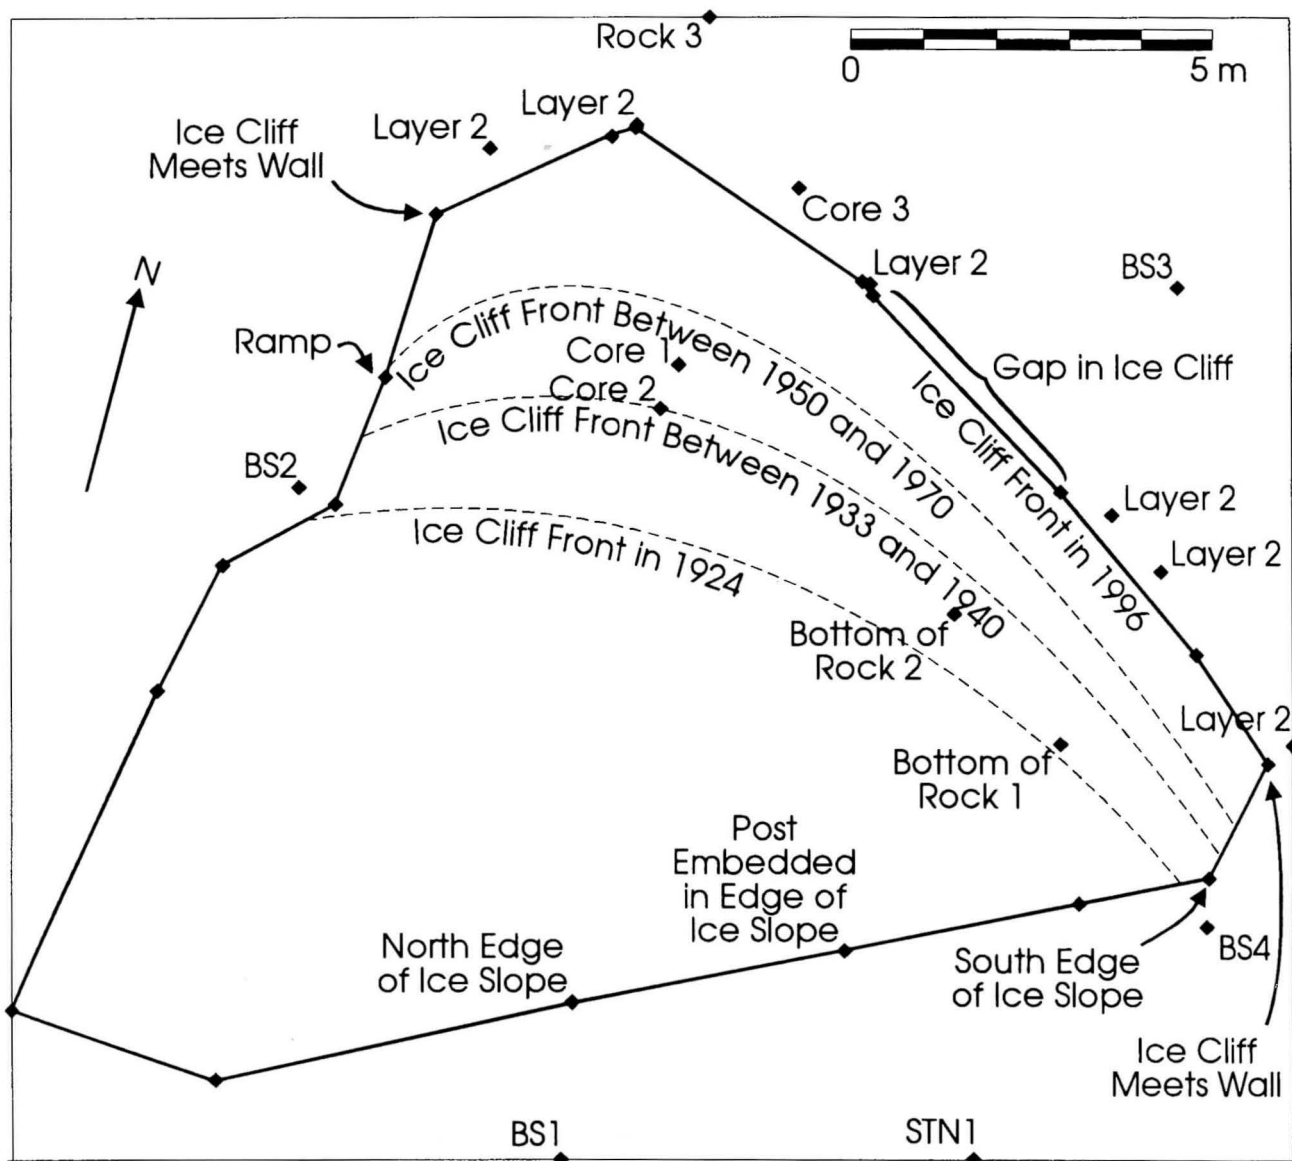 Rock 3
0 5 m
Layer 2
Layer 2
Ice Cliff
Meets Wall
Core 3
N
Layer 2
BS3
Ramp
Ice Cliff Front Between 1950 and 1970
Core 1
Gap in Ice Cliff
Core 2
Ice Cliff Front Between 1933 and 1940
Ice Cliff Front in 1996
BS2
Layer 2
Ice Cliff Front in 1924
Layer 2
Bottom of
Rock 2
Layer 2
Bottom of
Rock 1
Post
Embedded
in Edge of
Ice Slope
North Edge
of Ice Slope
South Edge
of Ice Slope
BS4
Ice Cliff
Meets Wall
BS1
STN1